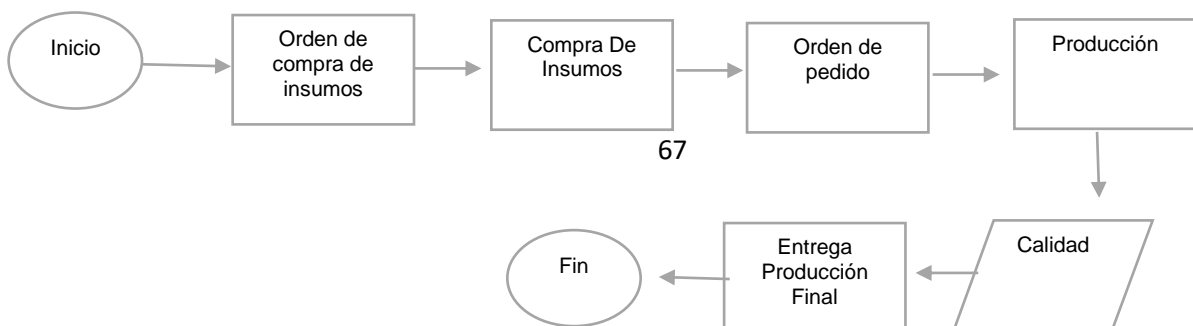 Inicio
Orden de
compra de
insumos
Compra De
Insumos
Orden de
pedido
Producción
67
Calidad
Entrega
Producción
Final
Fin